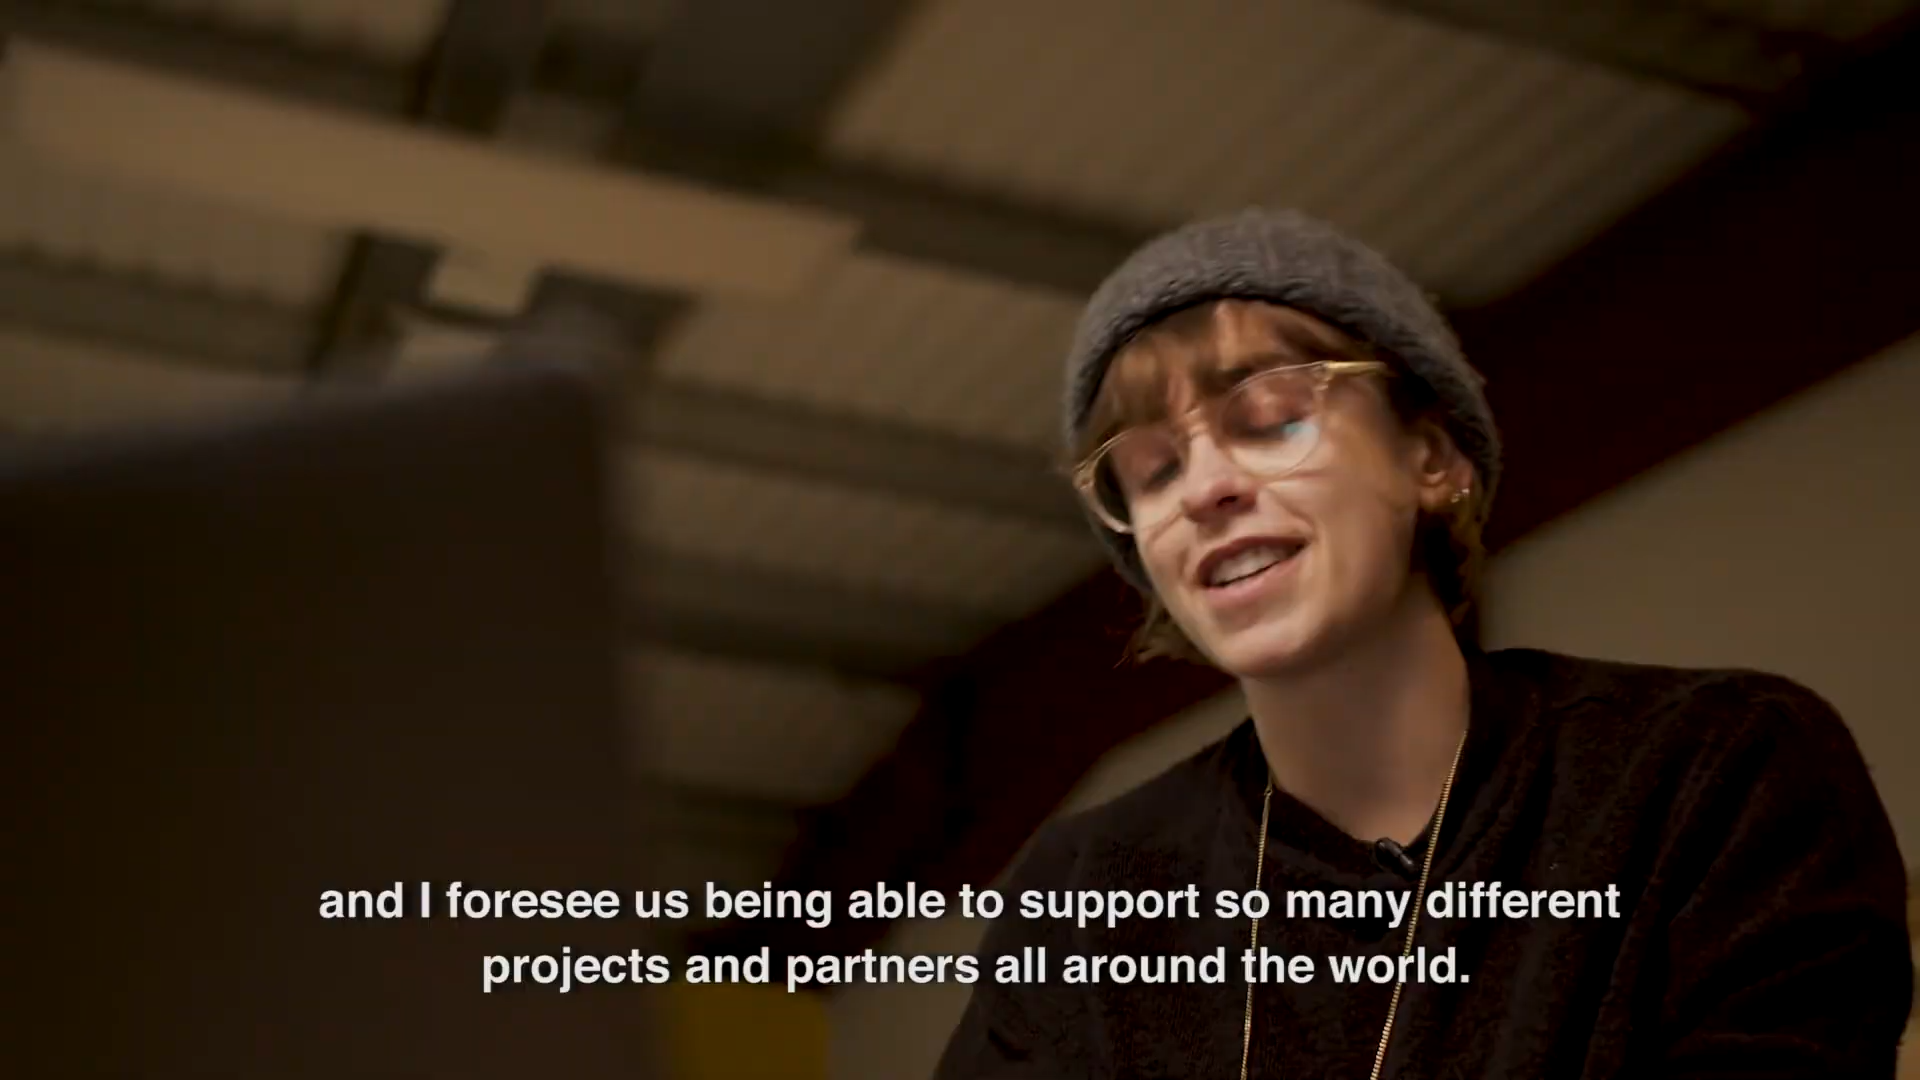 and I foresee us being able to support so many different
projects and partners all around the world.